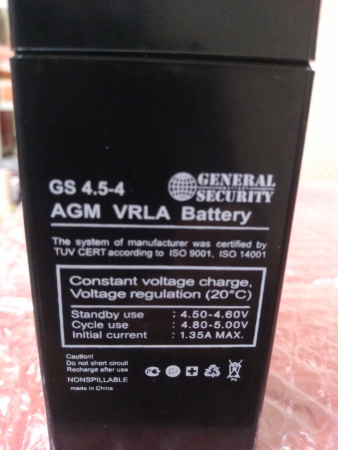 GENERAL
SECURITY
GS 4.5-4
AGM VRLA Battery
The system of manufacturer was certified by
TUV CERT according to ISO 9001, ISO 14001
Constant voltage charge,
Voltage regulation (20°C)
Standby use : 4.50-4.60V
Cycle use : 4.80-5.00V
Initial current : 1.35A MAX.
Caution!
Do not short circuit
Recharge after use
NONSPILLABLE
made in China
Pb